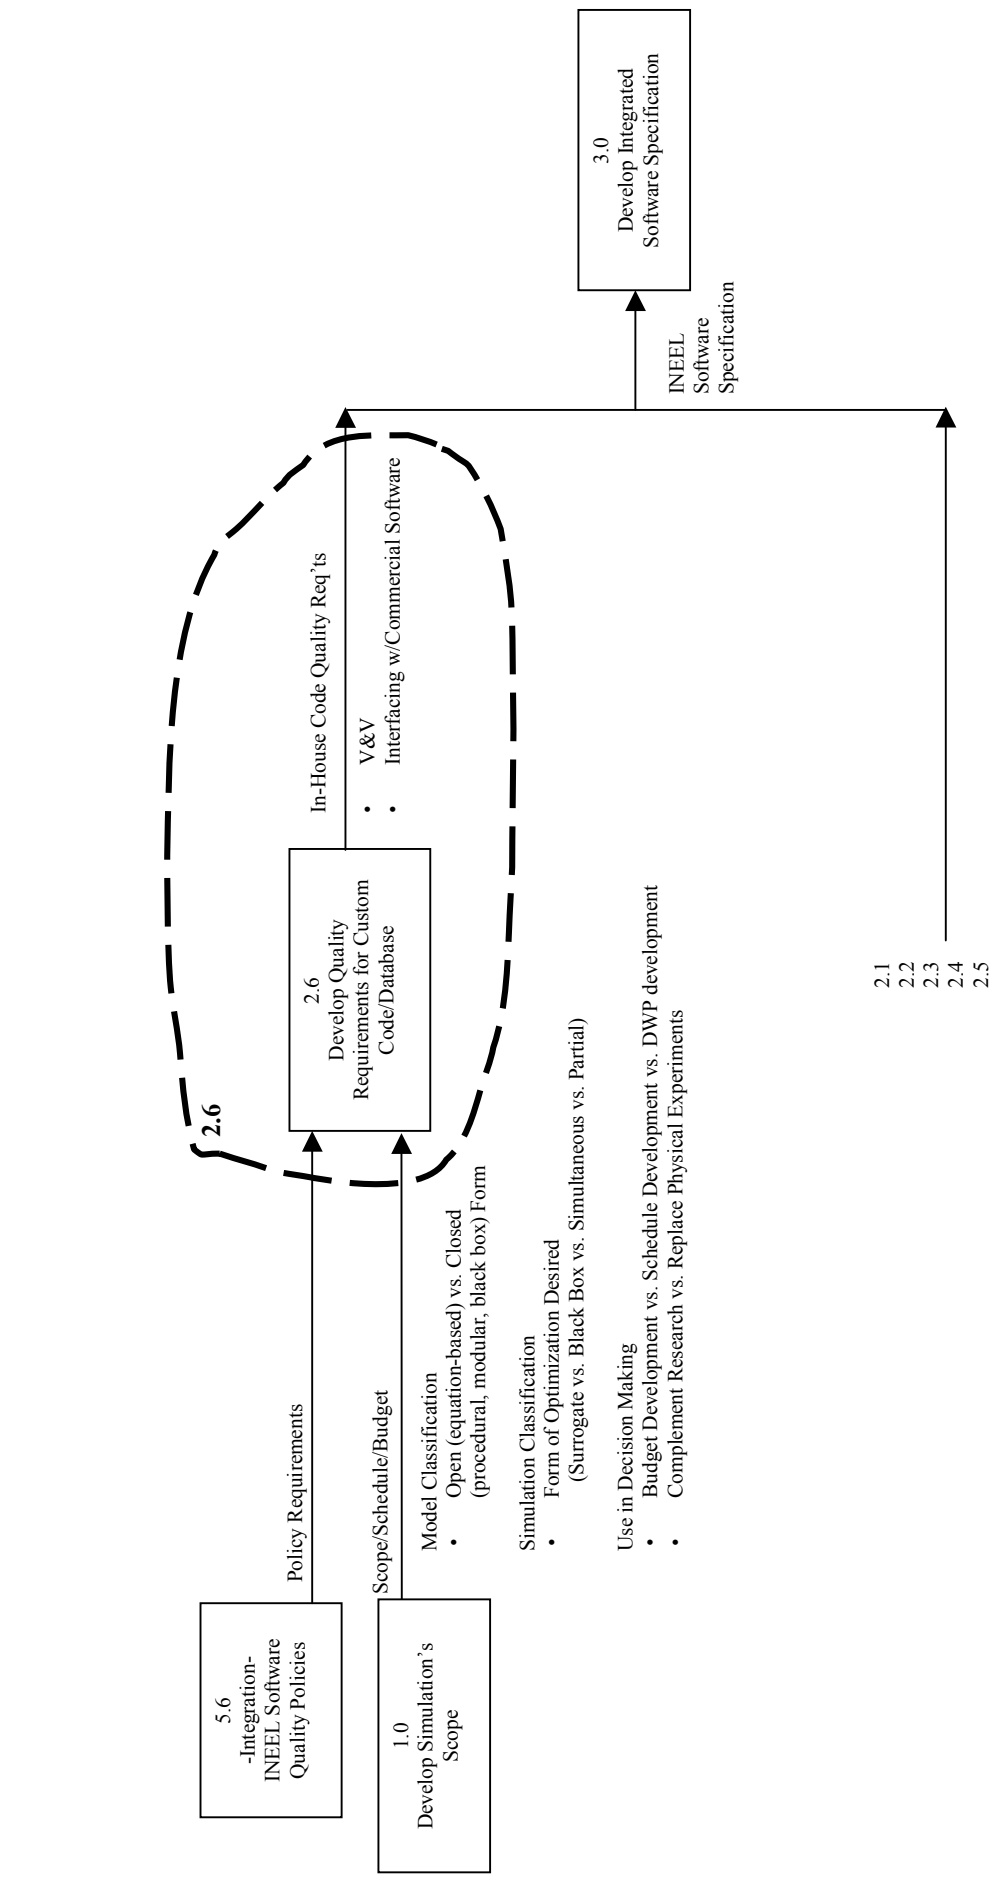 5.6
-Integration-
INEEL Software
Quality Policies
Policy Requirements
1.0
Develop Simulation’s
Scope
Scope/Schedule/Budget
Model Classification
• Open (equation-based) vs. Closed
(procedural, modular, black box) Form
Simulation Classification
• Form of Optimization Desired
(Surrogate vs. Black Box vs. Simultaneous vs. Partial)
Use in Decision Making
• Budget Development vs. Schedule Development vs. DWP development
• Complement Research vs. Replace Physical Experiments
2.6
2.6
Develop Quality
Requirements for Custom
Code/Database
In-House Code Quality Req’ts
• V&V
• Interfacing w/Commercial Software
2.1
2.2
2.3
2.4
2.5
INEEL
Software
Specification
3.0
Develop Integrated
Software Specification